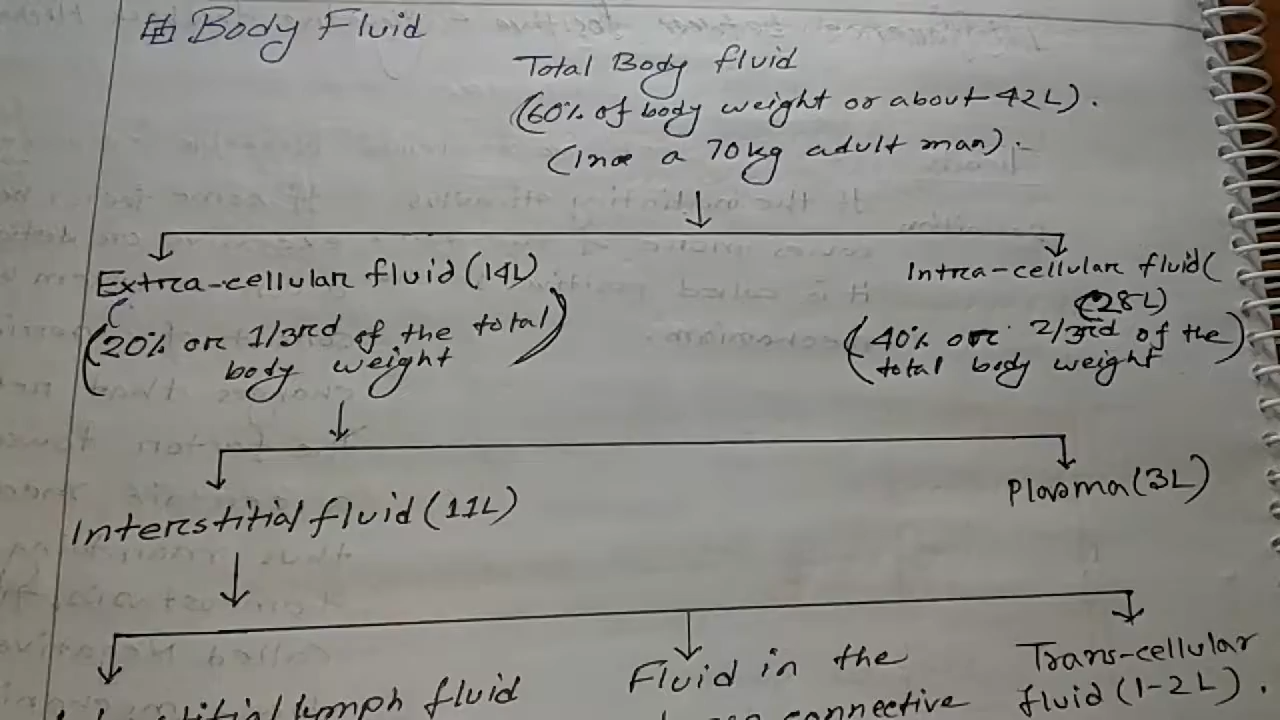 Body Fluid
Total Body fluid
(60% of body weight or about 42L).
(In a 70kg adult man).
Extra-cellular fluid (14L)
(20% or 1/3rd of the total
body weight
Intra-cellular fluid(
(28L)
(40% or 2/3rd of the)
total body weight
Interstitial fluid (11L)
Plasma (3L)
lymph fluid
Fluid in the
connective
Trans-cellular
fluid (1-2L).